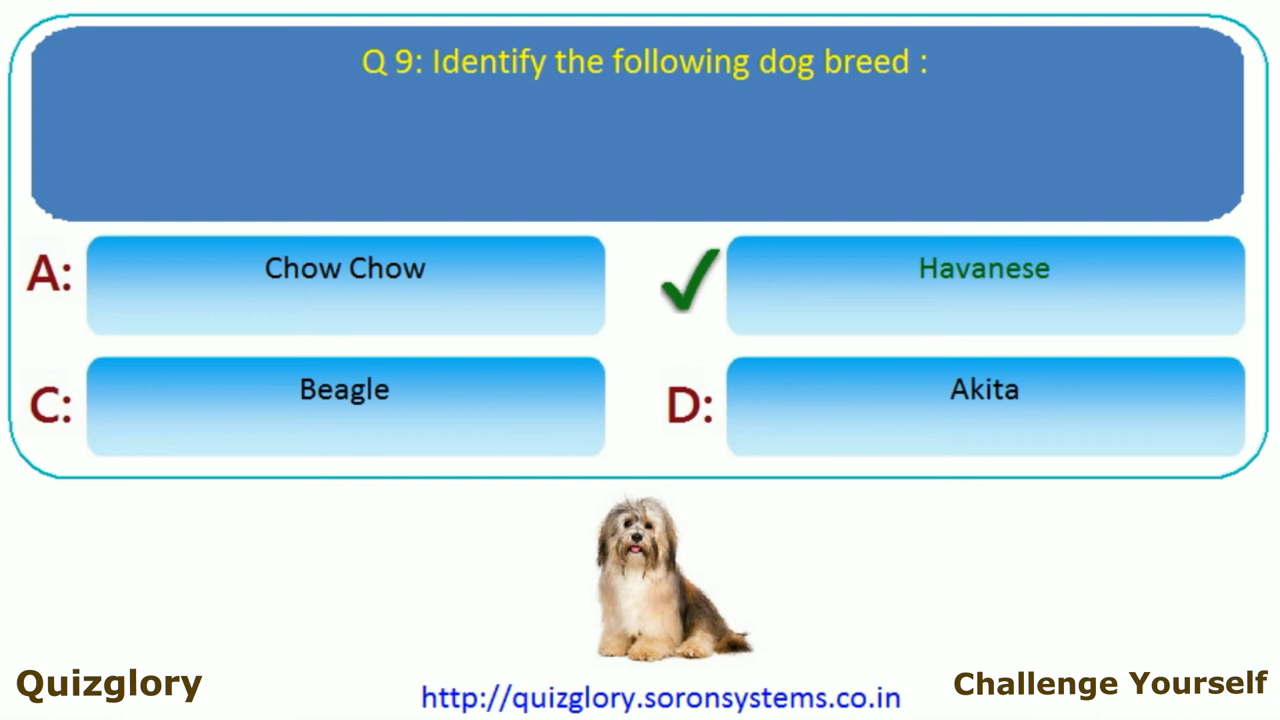 Q 9: Identify the following dog breed :
A: Chow Chow
Havanese
C: Beagle
D: Akita
Quizglory
http://quizglory.soronsystems.co.in
Challenge Yourself